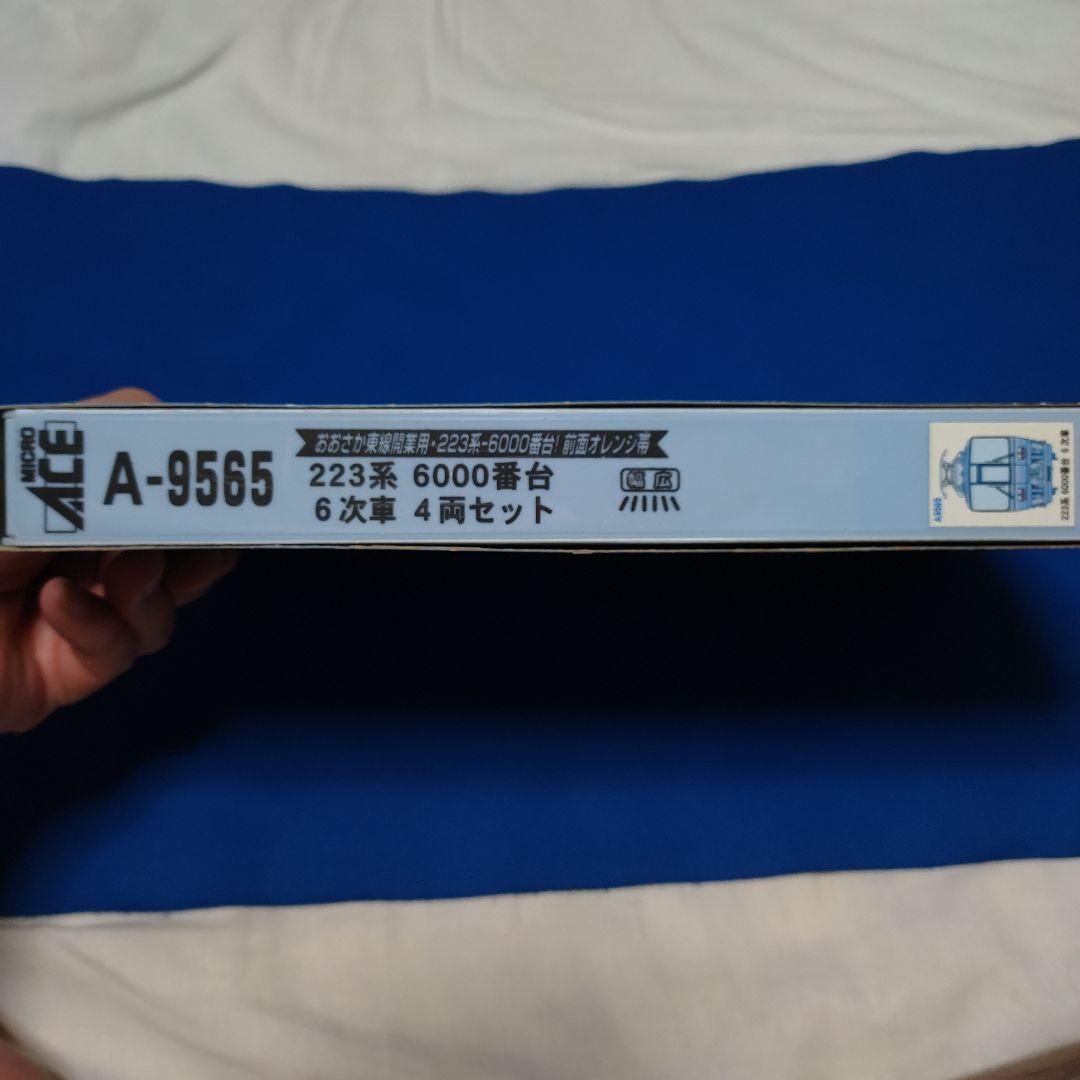 MICRO
ACE
A-9565
おおさか東線開業用・223系-6000番台! 前面オレンジ帯
223系 6000番台
6次車 4両セット
幅広
A9565
223系 6000番台 6次車